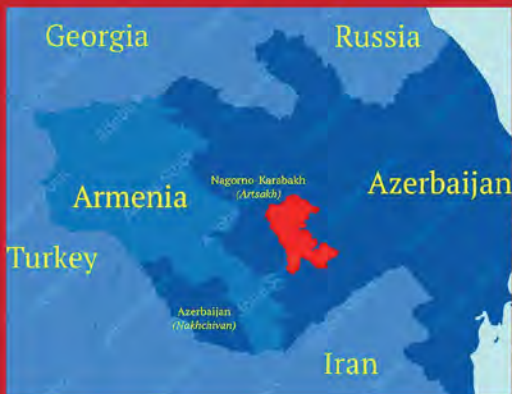 Georgia
Russia
Nagorno-Karabakh
(Artsakh)
Azerbaijan
Armenia
Turkey
Azerbaijan
(Nakhchivan)
Iran